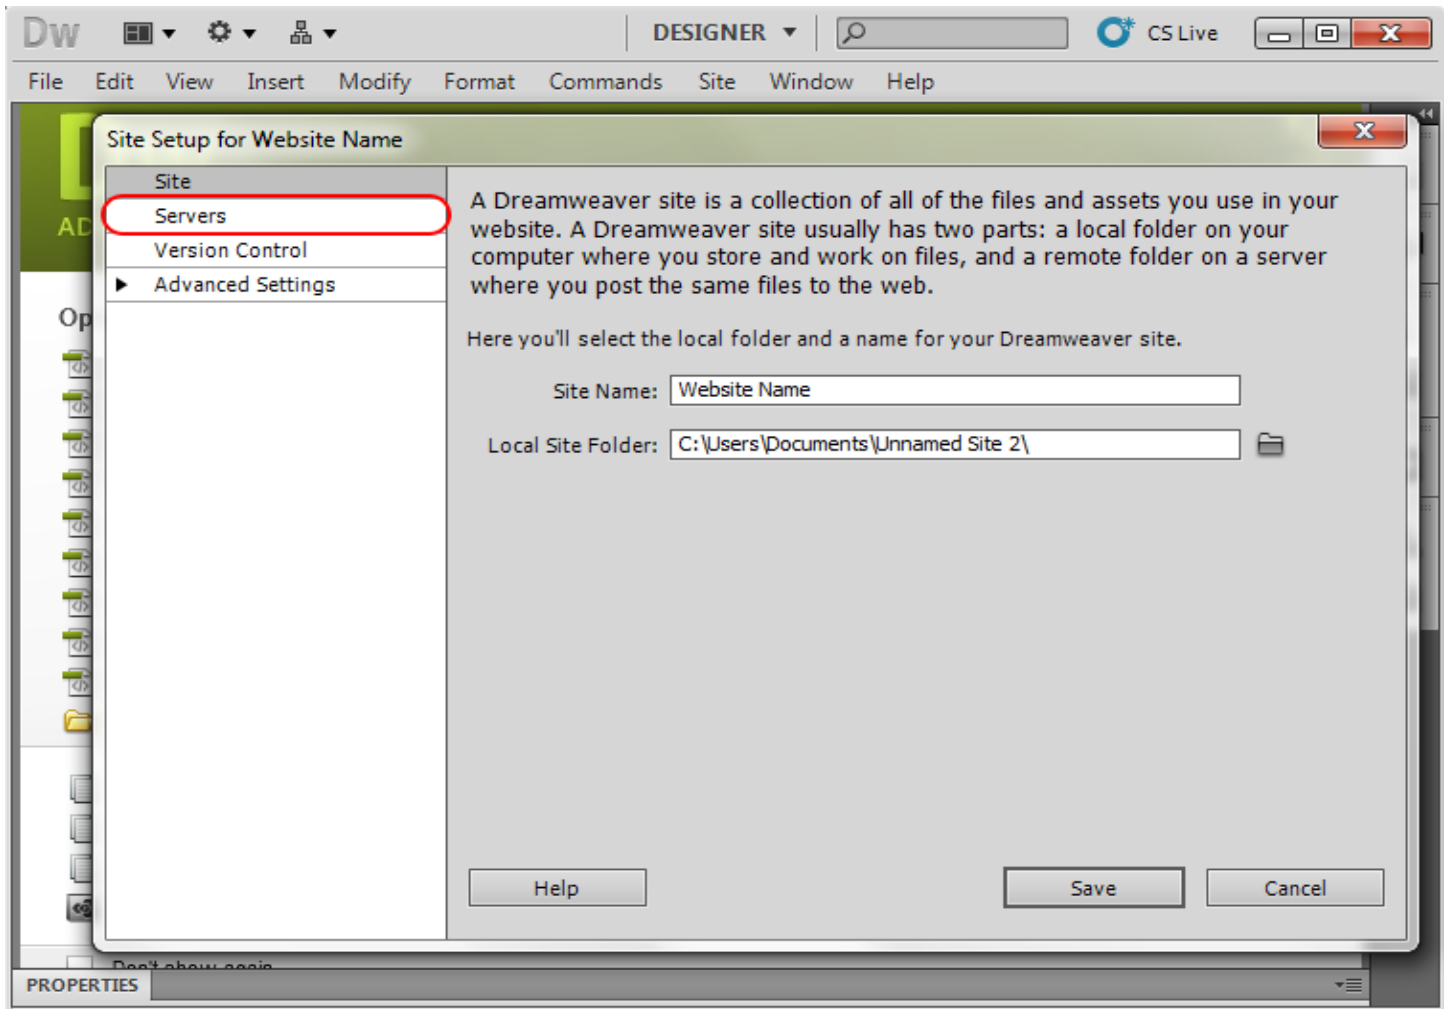 Dw
DESIGNER
CS Live
File Edit View Insert Modify Format Commands Site Window Help
Site Setup for Website Name
Site
Servers
Version Control
Advanced Settings
A Dreamweaver site is a collection of all of the files and assets you use in your
website. A Dreamweaver site usually has two parts: a local folder on your
computer where you store and work on files, and a remote folder on a server
where you post the same files to the web.
Here you'll select the local folder and a name for your Dreamweaver site.
Site Name: Website Name
Local Site Folder: C:\Users\Documents\Unnamed Site 2\
Help Save Cancel
AD
Op
Don't show again
PROPERTIES